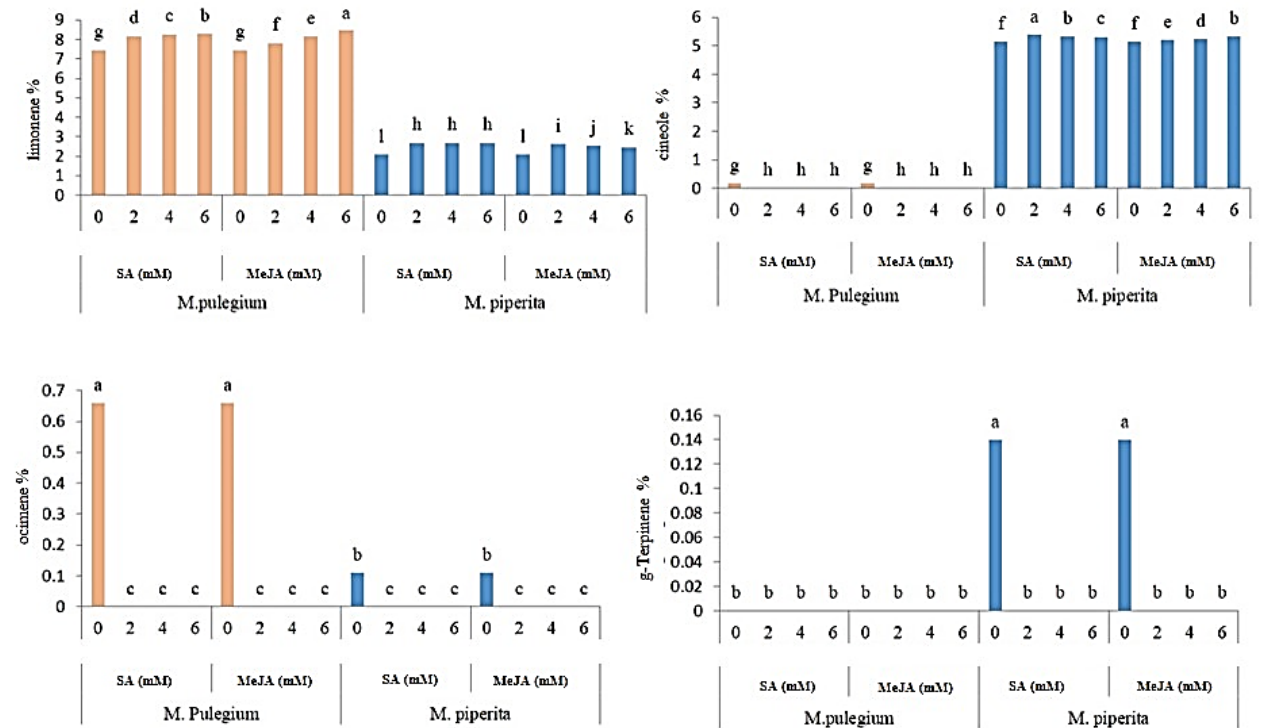 limonene %
9
8
7
6
5
4
3
2
1
0
g d c b g f e a l h h h l i j k
0 2 4 6 0 2 4 6 0 2 4 6 0 2 4 6
SA (mM) MeJA (mM) SA (mM) MeJA (mM)
M.pulegium M. piperita
cineole %
6
5
4
3
2
1
0
g h h h g h h h f a b c f e d b
0 2 4 6 0 2 4 6 0 2 4 6 0 2 4 6
SA (mM) MeJA (mM) SA (mM) MeJA (mM)
M. Pulegium M. piperita
ocimene %
0.7
0.6
0.5
0.4
0.3
0.2
0.1
0
a c c c a c c c b c c c b c c c
0 2 4 6 0 2 4 6 0 2 4 6 0 2 4 6
SA (mM) MeJA (mM) SA (mM) MeJA (mM)
M. Pulegium M. piperita
g-Terpinene %
0.16
0.14
0.12
0.1
0.08
0.06
0.04
0.02
0
b b b b b b b b a b b b a b b b
0 2 4 6 0 2 4 6 0 2 4 6 0 2 4 6
SA (mM) MeJA (mM) SA (mM) MeJA (mM)
M.pulegium M. piperita